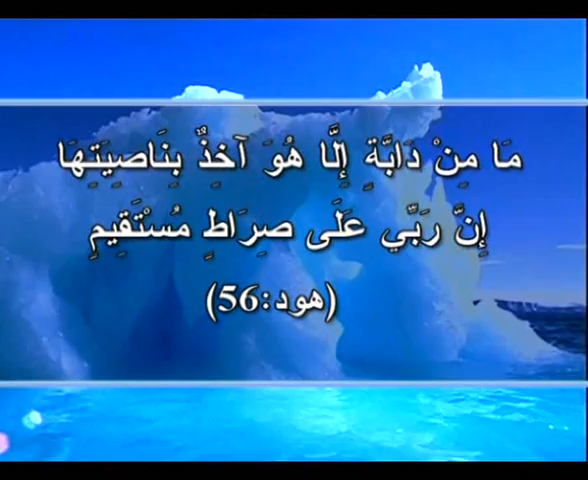 مَا مِنْ دَابَّةٍ إِلَّا هُوَ آخِذٌ بِنَاصِيَتِهَا
إِنَّ رَبِّي عَلَى صِرَاطٍ مُسْتَقِيمٍ
(هود:56)